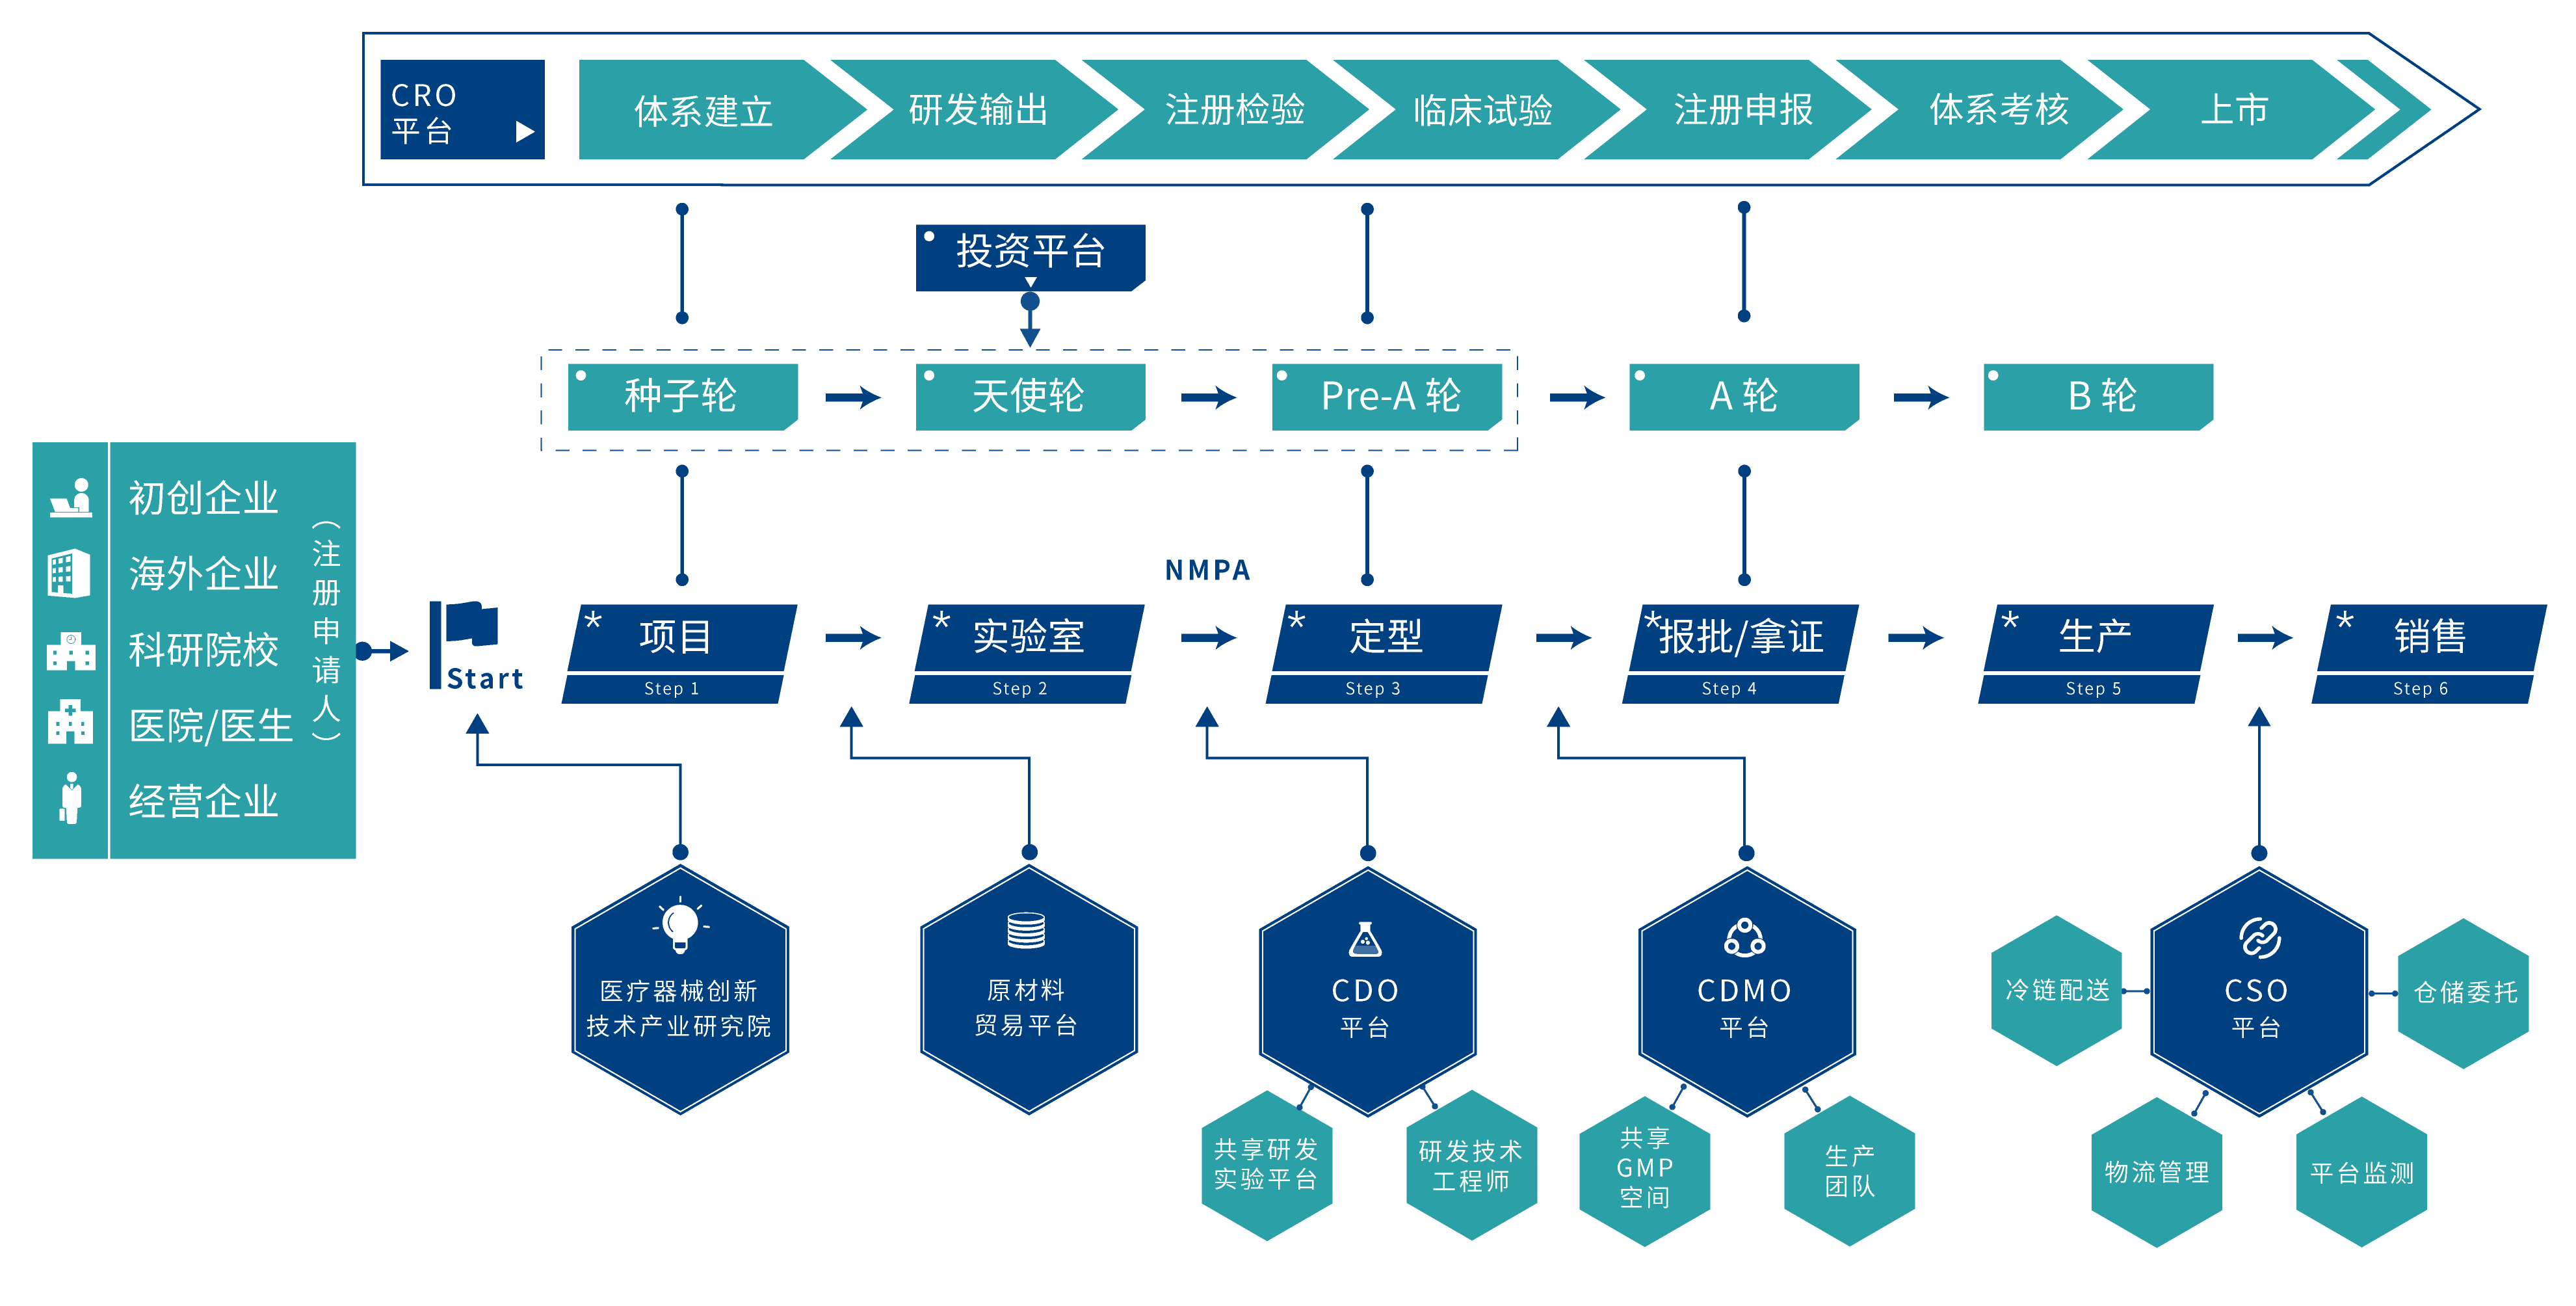 CRO
平台
体系建立
研发输出
注册检验
临床试验
注册申报
体系考核
上市
投资平台
种子轮
天使轮
Pre-A 轮
A 轮
B 轮
初创企业
海外企业
科研院校
医院/医生
经营企业
（注册申请人）
Start
NMPA
*项目
Step 1
*实验室
Step 2
*定型
Step 3
*报批/拿证
Step 4
*生产
Step 5
*销售
Step 6
医疗器械创新
技术产业研究院
原材料
贸易平台
CDO
平台
共享研发
实验平台
研发技术
工程师
CDMO
平台
共享
GMP
空间
生产
团队
CSO
平台
冷链配送
仓储委托
物流管理
平台监测